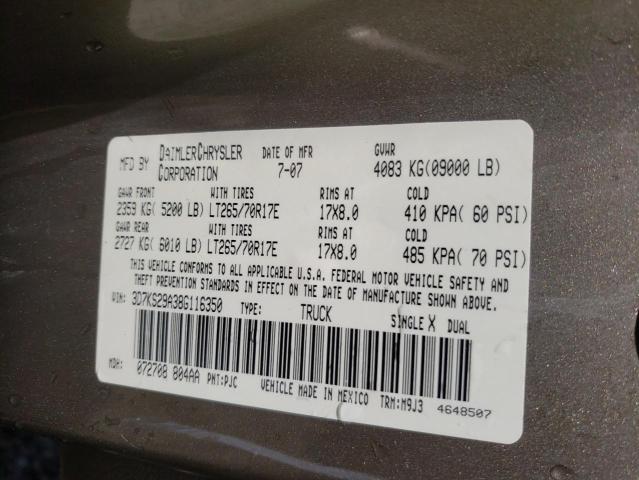 MFD BY DAIMLERCHRYSLER CORPORATION DATE OF MFR 7-07 GVWR 4083 KG(09000 LB)
GAWR FRONT WITH TIRES RIMS AT COLD
2359 KG( 5200 LB) LT265/70R17E 17X8.0 410 KPA( 60 PSI)
GAWR REAR WITH TIRES RIMS AT COLD
2727 KG( 6010 LB) LT265/70R17E 17X8.0 485 KPA( 70 PSI)
THIS VEHICLE CONFORMS TO ALL APPLICABLE U.S.A. FEDERAL MOTOR VEHICLE SAFETY AND
THEFT PREVENTION STANDARDS IN EFFECT ON THE DATE OF MANUFACTURE SHOWN ABOVE.
VIN: 3D7KS29A38G116350 TYPE: TRUCK SINGLE X DUAL
MDH: 072708 804AA PNT:PJC VEHICLE MADE IN MEXICO TRM:M9J3 4648507